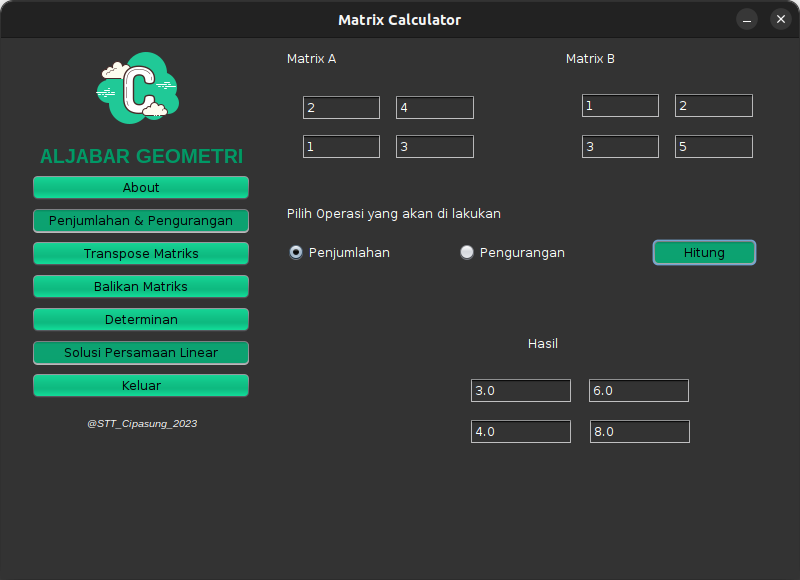 Matrix Calculator
C
ALJABAR GEOMETRI
About
Penjumlahan & Pengurangan
Transpose Matriks
Balikan Matriks
Determinan
Solusi Persamaan Linear
Keluar
@STT_Cipasung_2023
Matrix A
2 4
1 3
Matrix B
1 2
3 5
Pilih Operasi yang akan di lakukan
Penjumlahan Pengurangan Hitung
Hasil
3.0 6.0
4.0 8.0